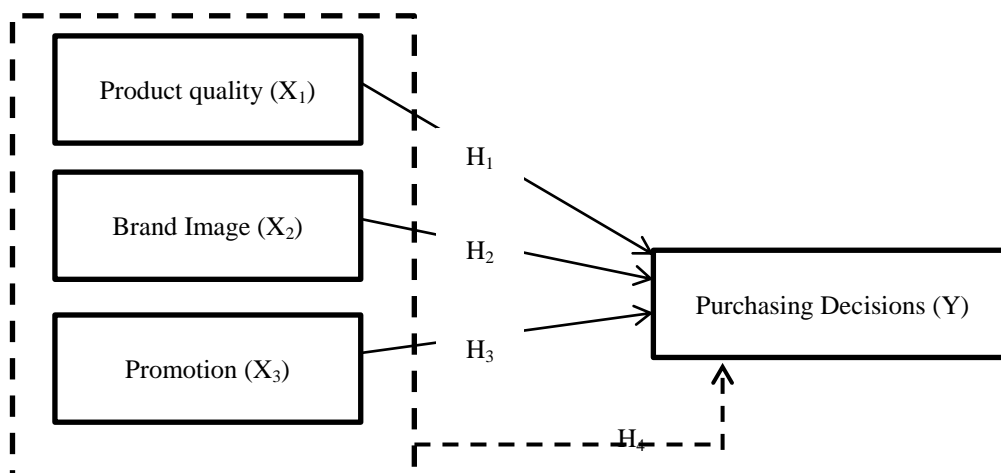 Product quality (X₁)
H₁
Brand Image (X₂)
H₂
Purchasing Decisions (Y)
Promotion (X₃)
H₃
H₄